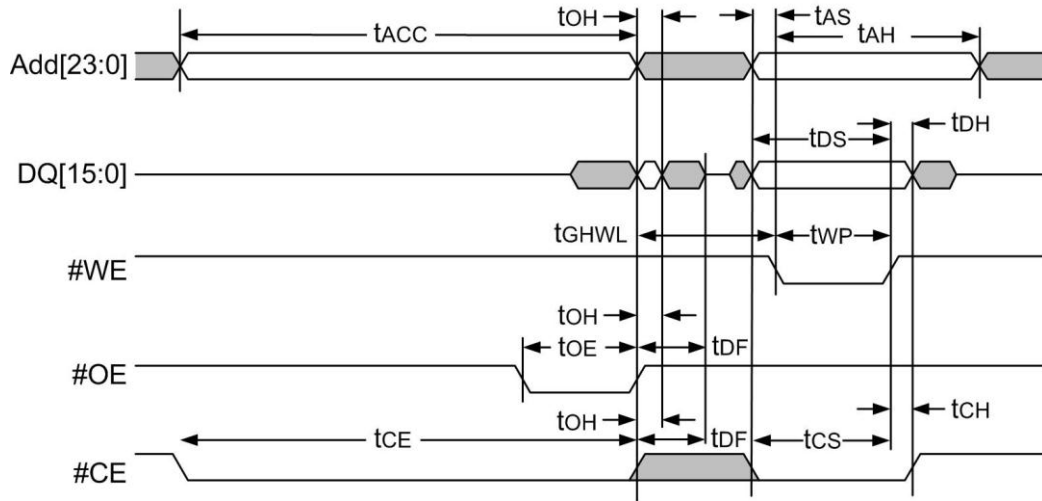 tOH tAS
tACC tAH
Add[23:0]
tDH
tDS
DQ[15:0]
tGHWL tWP
#WE
tOH
tOE tDF
#OE
tCH
tOH
tCE tDF tCS
#CE